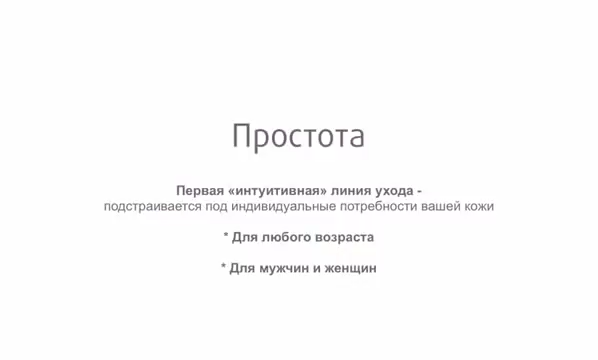 Простота
Первая «интуитивная» линия ухода -
подстраивается под индивидуальные потребности вашей кожи
* Для любого возраста
* Для мужчин и женщин